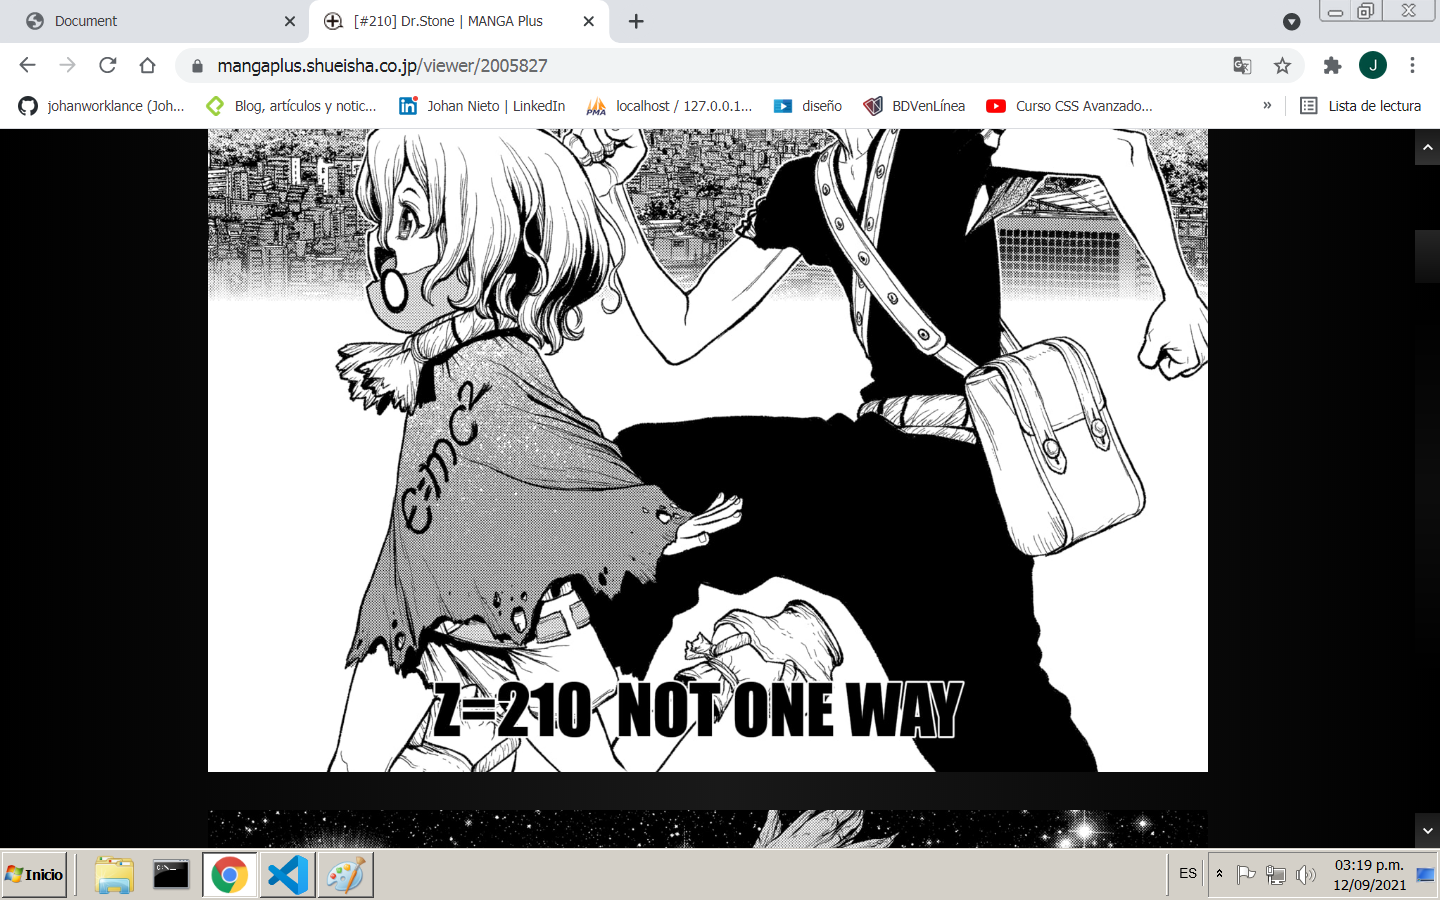 Document
[#210] Dr.Stone | MANGA Plus
mangaplus.shueisha.co.jp/viewer/2005827
J
johanworklance (Joh...
Blog, artículos y notic...
Johan Nieto | LinkedIn
localhost / 127.0.0.1...
diseño
BDVenLínea
Curso CSS Avanzado...
»
Lista de lectura
PMA
E=mC2
Z=210 NOT ONE WAY
Inicio
C:\_
ES
03:19 p.m.
12/09/2021